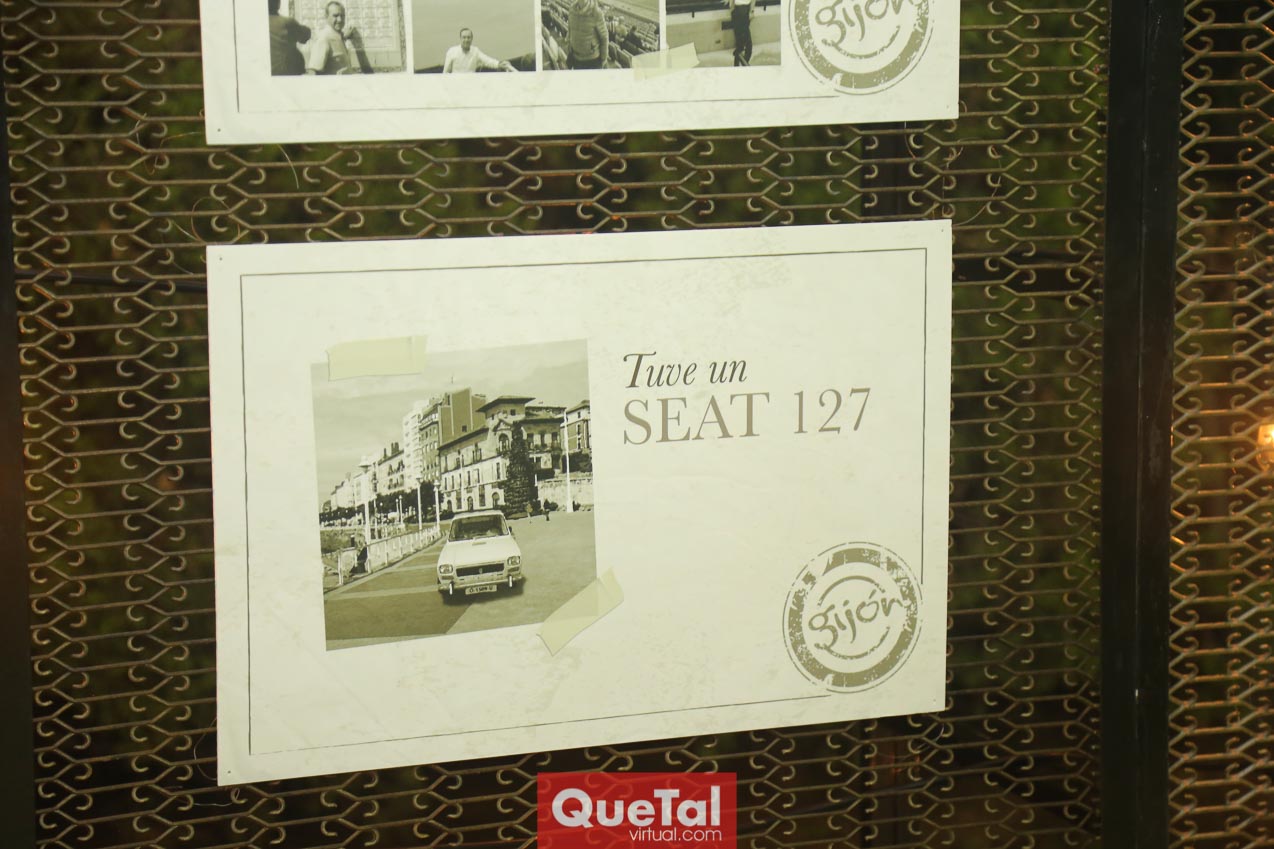 gijón
Tuve un
SEAT 127
gijón
QueTal
virtual.com